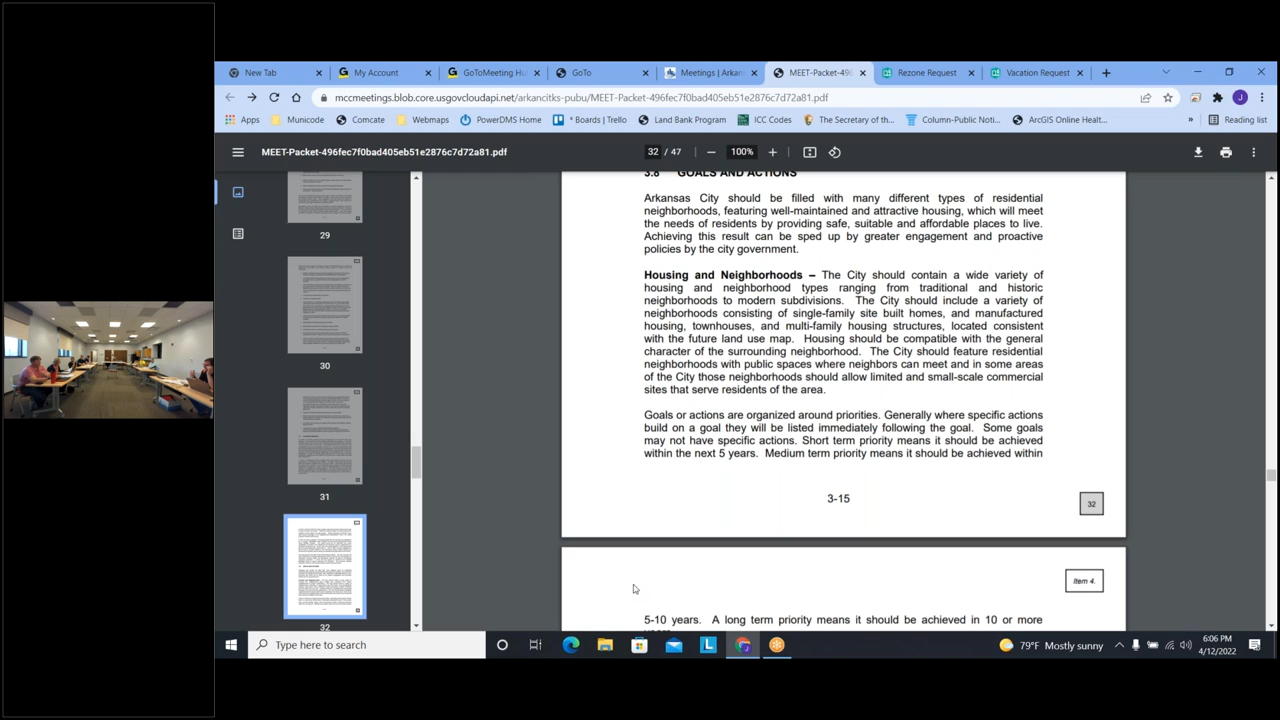 New Tab
My Account
GoToMeeting Hu
GoTo
Meetings | Arkan
MEET-Packet-496
Rezone Request
Vacation Request
mccmeetings.blob.core.usgovcloudapi.net/arkancitks-pubu/MEET-Packet-496fec7f0bad405eb51e2876c7d72a81.pdf
Apps Municode Comcate Webmaps PowerDMS Home * Boards | Trello Land Bank Program ICC Codes The Secretary of th... Column-Public Noti... ArcGIS Online Healt... » Reading list
MEET-Packet-496fec7f0bad405eb51e2876c7d72a81.pdf 32 / 47 100%
29
30
31
32
3.8 GOALS AND ACTIONS
Arkansas City should be filled with many different types of residential
neighborhoods, featuring well-maintained and attractive housing, which will meet
the needs of residents by providing safe, suitable and affordable places to live.
Achieving this result can be sped up by greater engagement and proactive
policies by the city government.
Housing and Neighborhoods – The City should contain a wide variety of
housing and neighborhood types ranging from traditional and historic
neighborhoods to modern subdivisions. The City should include a variety of
neighborhoods consisting of single-family site built homes, and manufactured
housing, townhouses, and multi-family housing structures, located consistent
with the future land use map. Housing should be compatible with the general
character of the surrounding neighborhood. The City should feature residential
neighborhoods with public spaces where neighbors can meet and in some areas
of the City those neighborhoods should allow limited and small-scale commercial
sites that serve residents of the area.
Goals or actions are organized around priorities. Generally where specific actions
build on a goal they will be listed immediately following the goal. Some goals
may not have specific actions. Short term priority means it should be achieved
within the next 5 years. Medium term priority means it should be achieved within
3-15
32
Item 4.
5-10 years. A long term priority means it should be achieved in 10 or more
Type here to search
79°F Mostly sunny
6:06 PM
4/12/2022